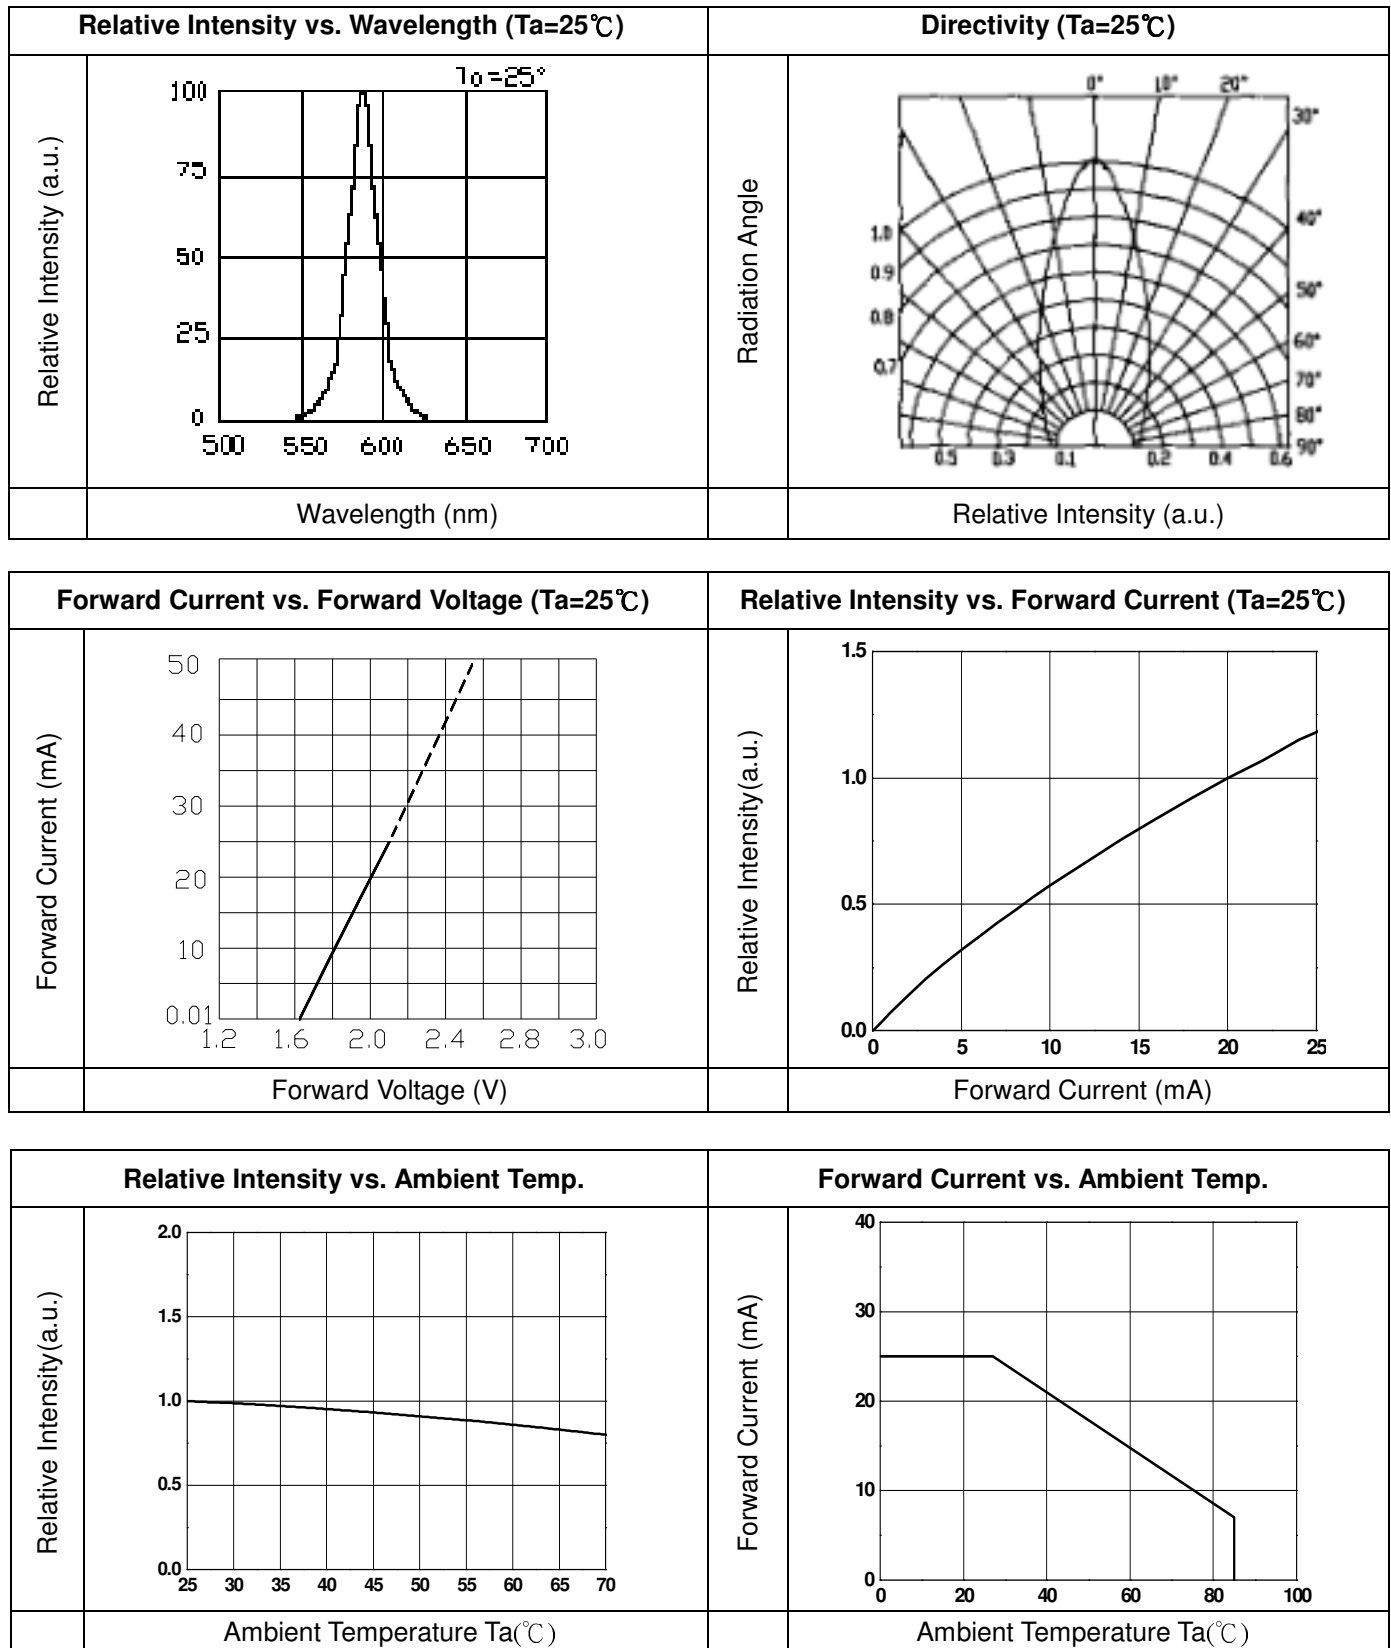 Relative Intensity vs. Wavelength (Ta=25℃)
Directivity (Ta=25℃)
Relative Intensity (a.u.)
To=25°
100
75
50
25
0
500 550 600 650 700
Wavelength (nm)
Radiation Angle
0° 10° 20°
30°
40°
50°
60°
70°
80°
90°
1.0
0.9
0.8
0.7
0.5 0.3 0.1 0.2 0.4 0.6
Relative Intensity (a.u.)
Forward Current vs. Forward Voltage (Ta=25℃)
Relative Intensity vs. Forward Current (Ta=25℃)
Forward Current (mA)
50
40
30
20
10
0.01
1.2 1.6 2.0 2.4 2.8 3.0
Forward Voltage (V)
Relative Intensity(a.u.)
1.5
1.0
0.5
0.0
0 5 10 15 20 25
Forward Current (mA)
Relative Intensity vs. Ambient Temp.
Forward Current vs. Ambient Temp.
Relative Intensity(a.u.)
2.0
1.5
1.0
0.5
0.0
25 30 35 40 45 50 55 60 65 70
Ambient Temperature Ta(℃)
Forward Current (mA)
40
30
20
10
0
0 20 40 60 80 100
Ambient Temperature Ta(℃)